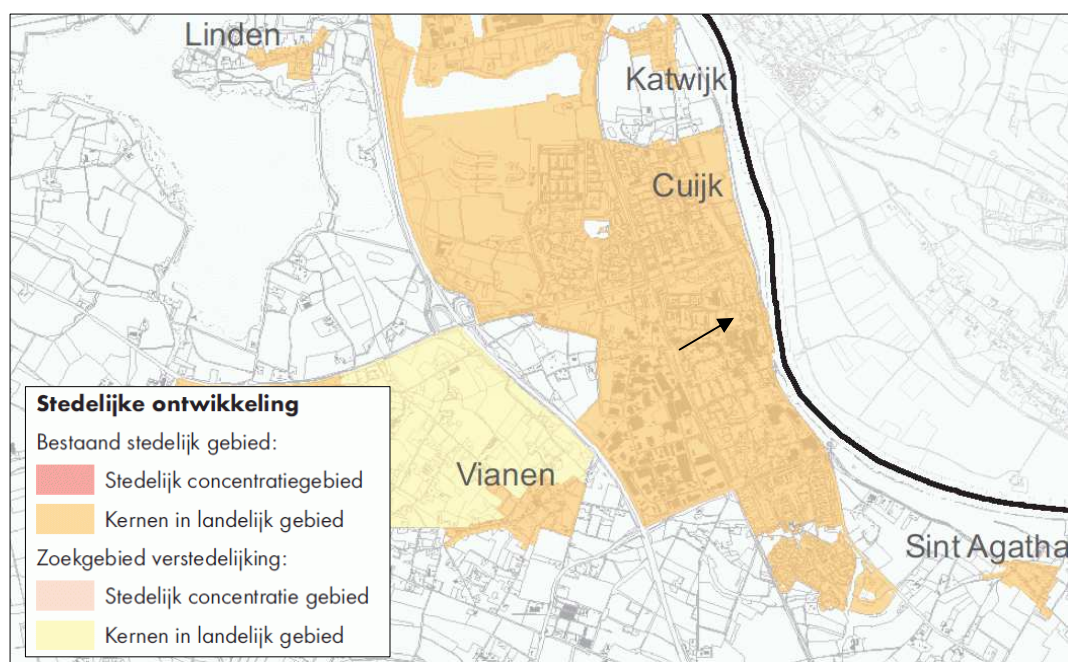 Linden
Katwijk
Cuijk
Vianen
Sint Agatha
Stedelijke ontwikkeling
Bestaand stedelijk gebied:
Stedelijk concentratiegebied
Kernen in landelijk gebied
Zoekgebied verstedelijking:
Stedelijk concentratie gebied
Kernen in landelijk gebied